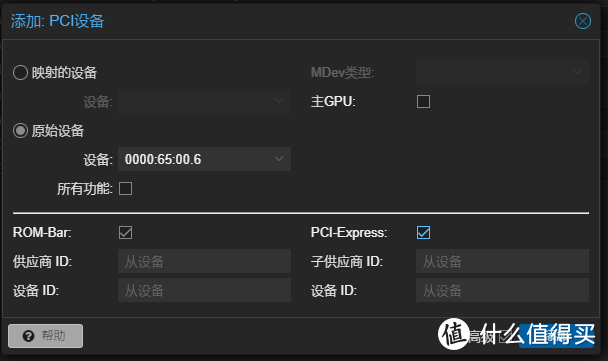 添加: PCI设备
映射的设备
MDev类型:
设备:
主GPU:
原始设备
设备: 0000:65:00.6
所有功能:
ROM-Bar:
PCI-Express:
供应商 ID: 从设备
子供应商 ID: 从设备
设备 ID: 从设备
设备 ID: 从设备
帮助
高级
值 什么值得买